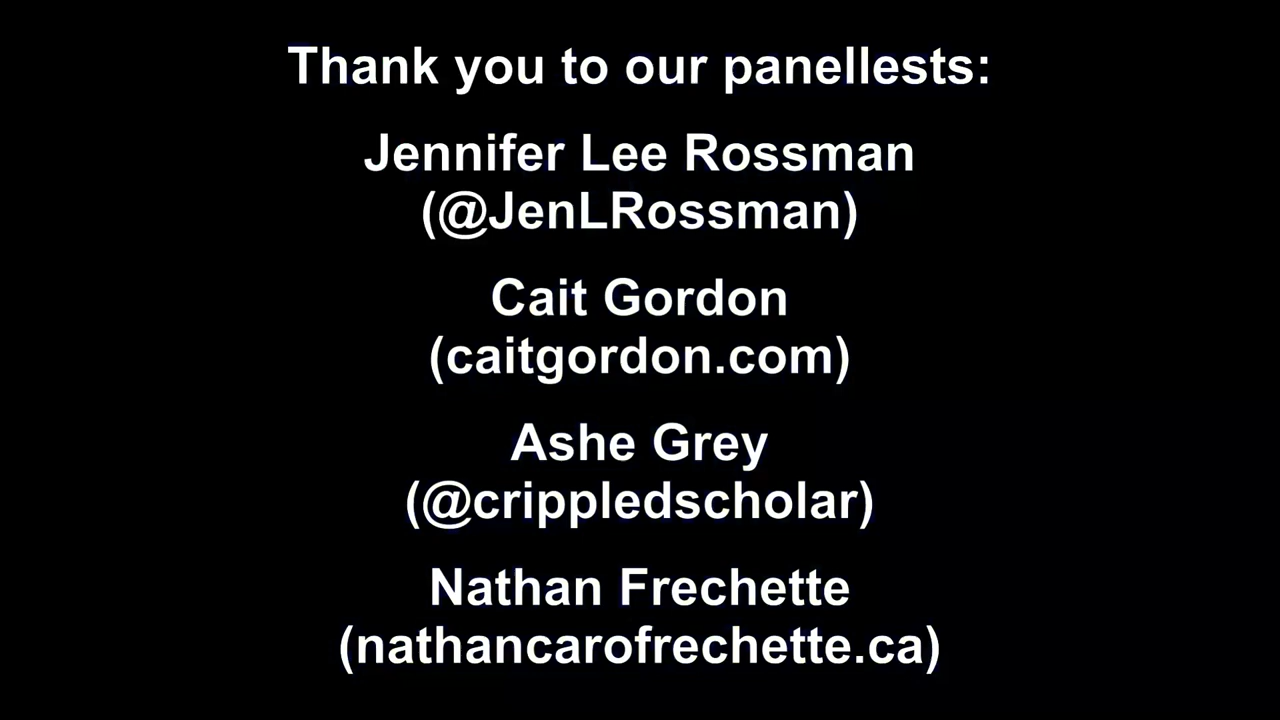 Thank you to our panellests:
Jennifer Lee Rossman
(@JenLRossman)
Cait Gordon
(caitgordon.com)
Ashe Grey
(@crippledscholar)
Nathan Frechette
(nathancarofrechette.ca)